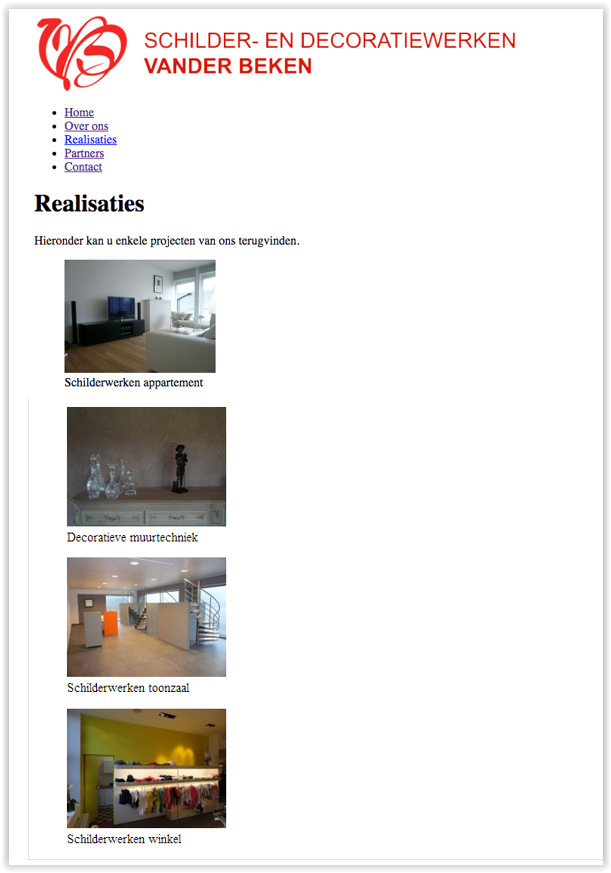 SCHILDER- EN DECORATIEWERKEN
VANDER BEKEN
Home
Over ons
Realisaties
Partners
Contact
Realisaties
Hieronder kan u enkele projecten van ons terugvinden.
Schilderwerken appartement
Decoratieve muurtechniek
Schilderwerken toonzaal
Schilderwerken winkel